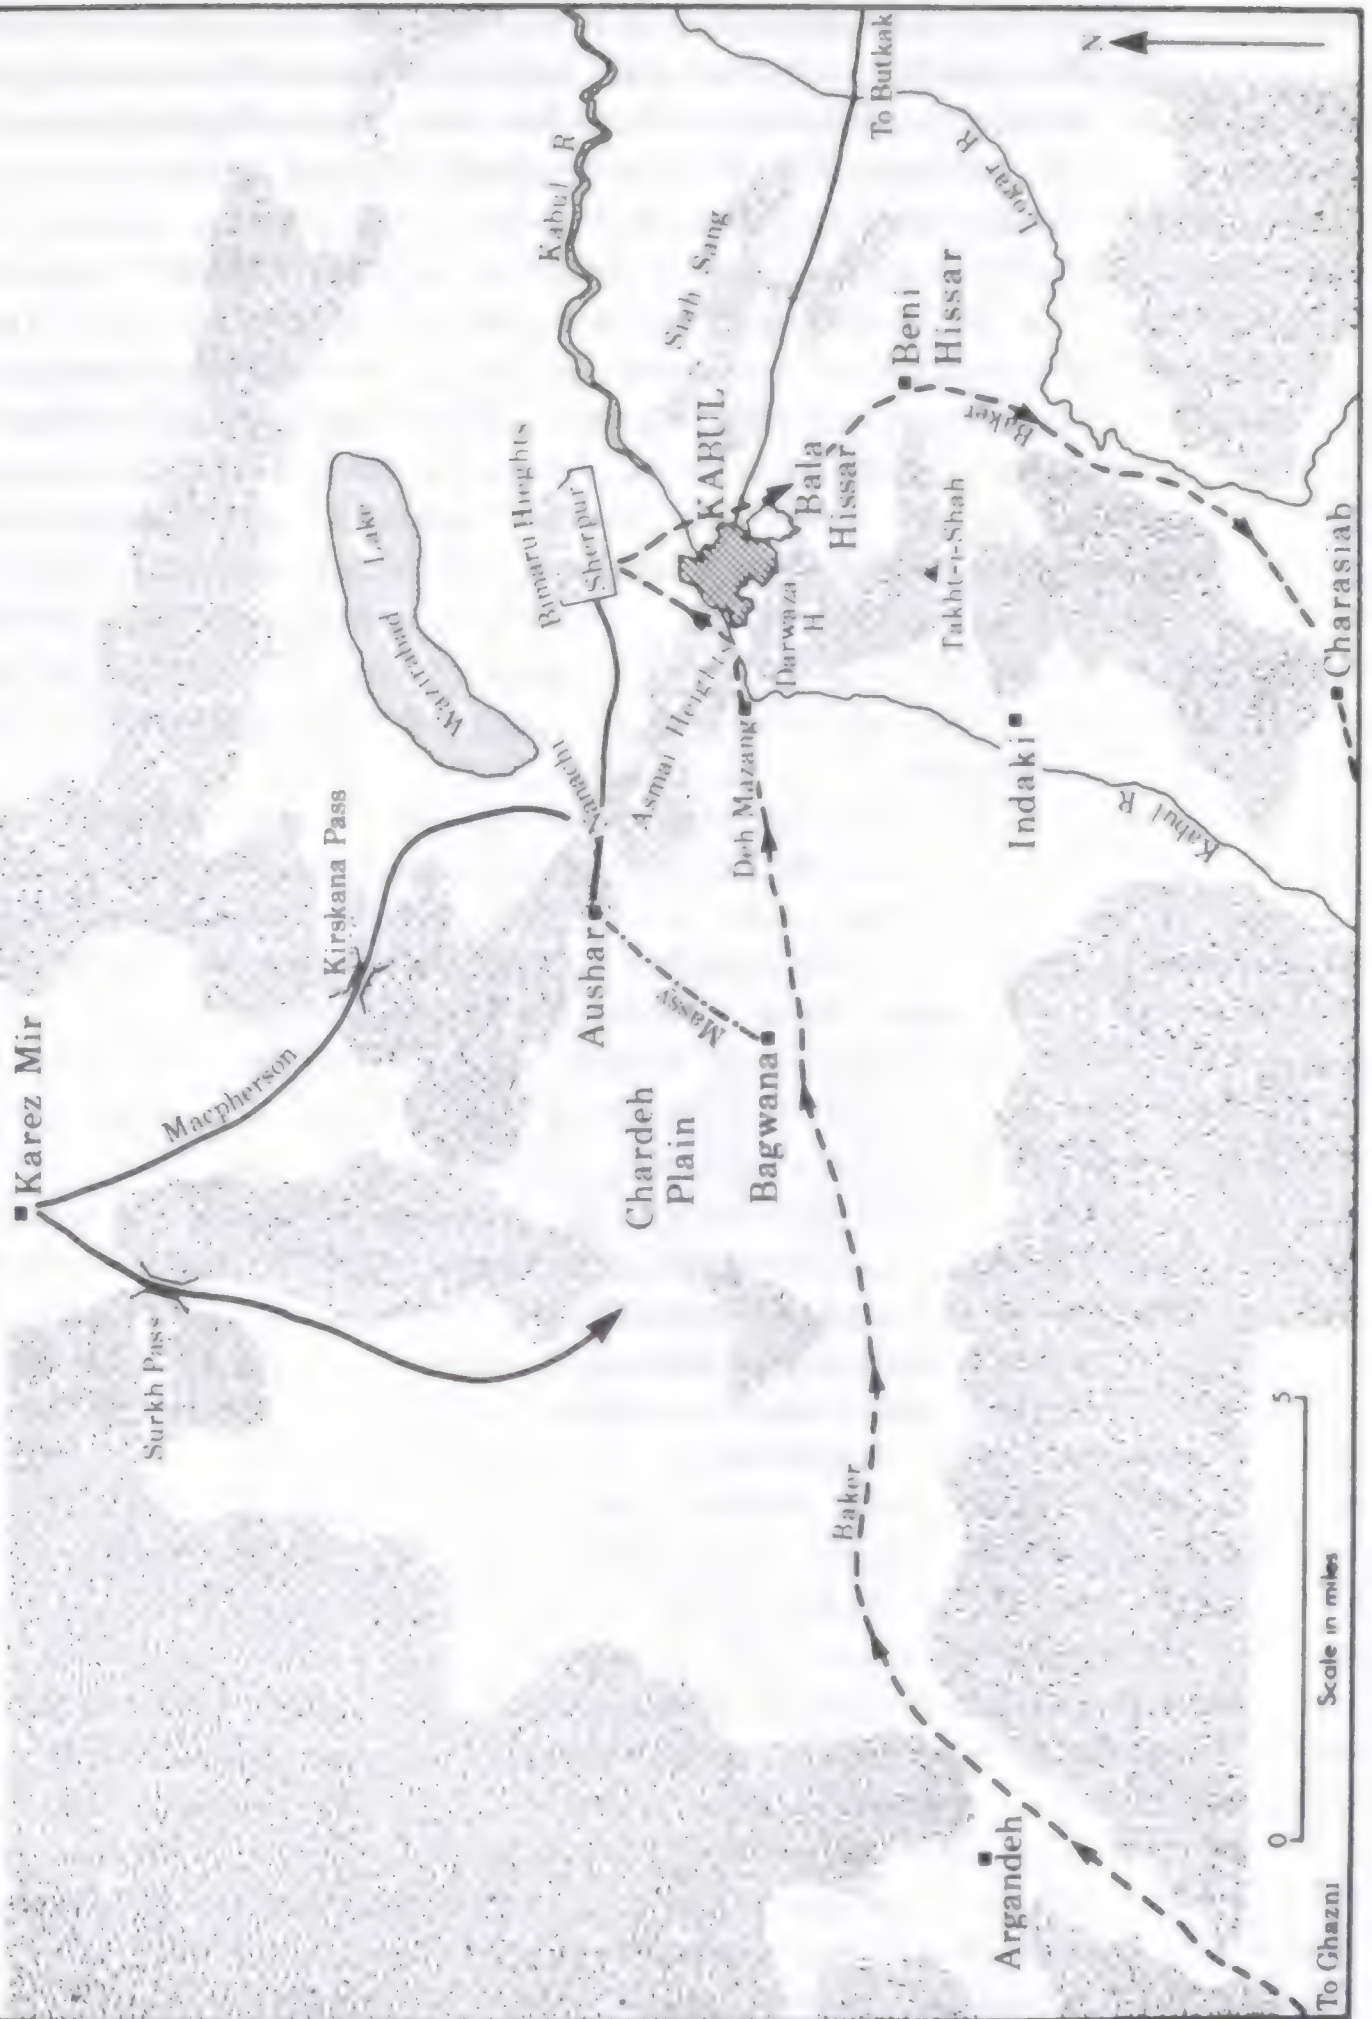 Karez Mir
Macpherson
Surkh Pass
Kirskana Pass
Lake
Wazirabad
Kabul R
Bimaru Hieghts
Sherpur
Nanachi
Aushar
Asmai Heights
Siah Sang
KABUL
Massy
Chardeh
Plain
Bagwana
Deh Mazang
Darwaza
H
Bala
Hissar
To Butkak
N
Beni
Hissar
Logar R
Baker
Baker
Takht-i-Shah
Indaki
Kabul R
Charasiab
Argandeh
To Ghazni
0
5
Scale in miles